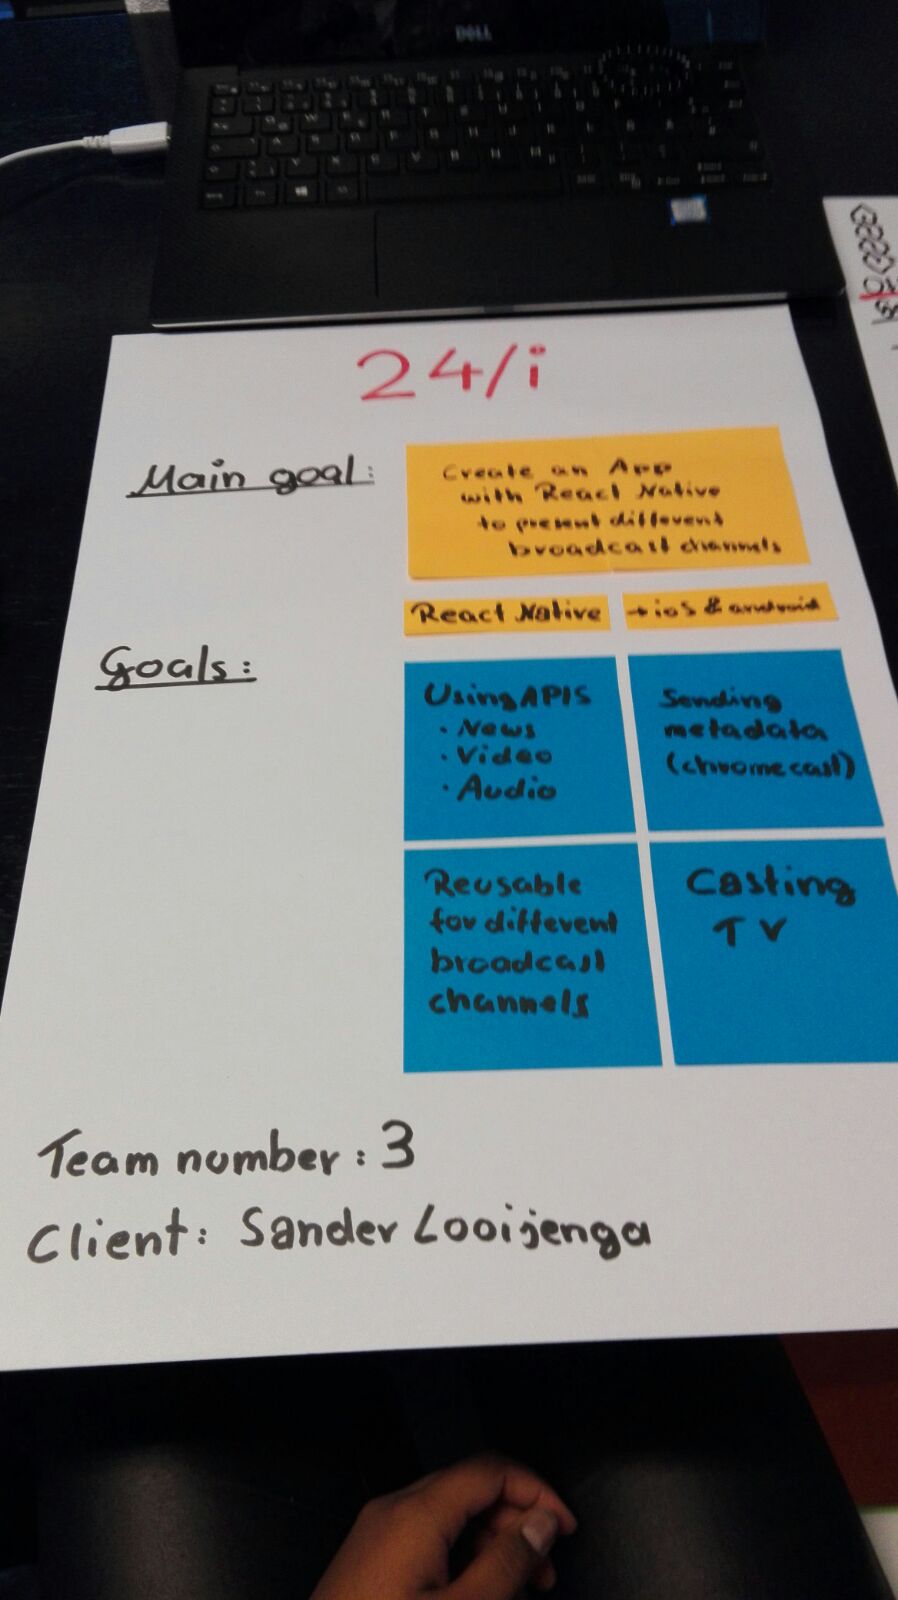 DELL
24/i
Main goal:
Create an App
with React Native
to present different
broadcast channels
React Native
→ ios & android
Goals:
Using APIS
· News
· Video
· Audio
Sending
metadata
(chromecast)
Reusable
for different
broadcast
channels
Casting
TV
Team number: 3
Client: Sander Looijenga